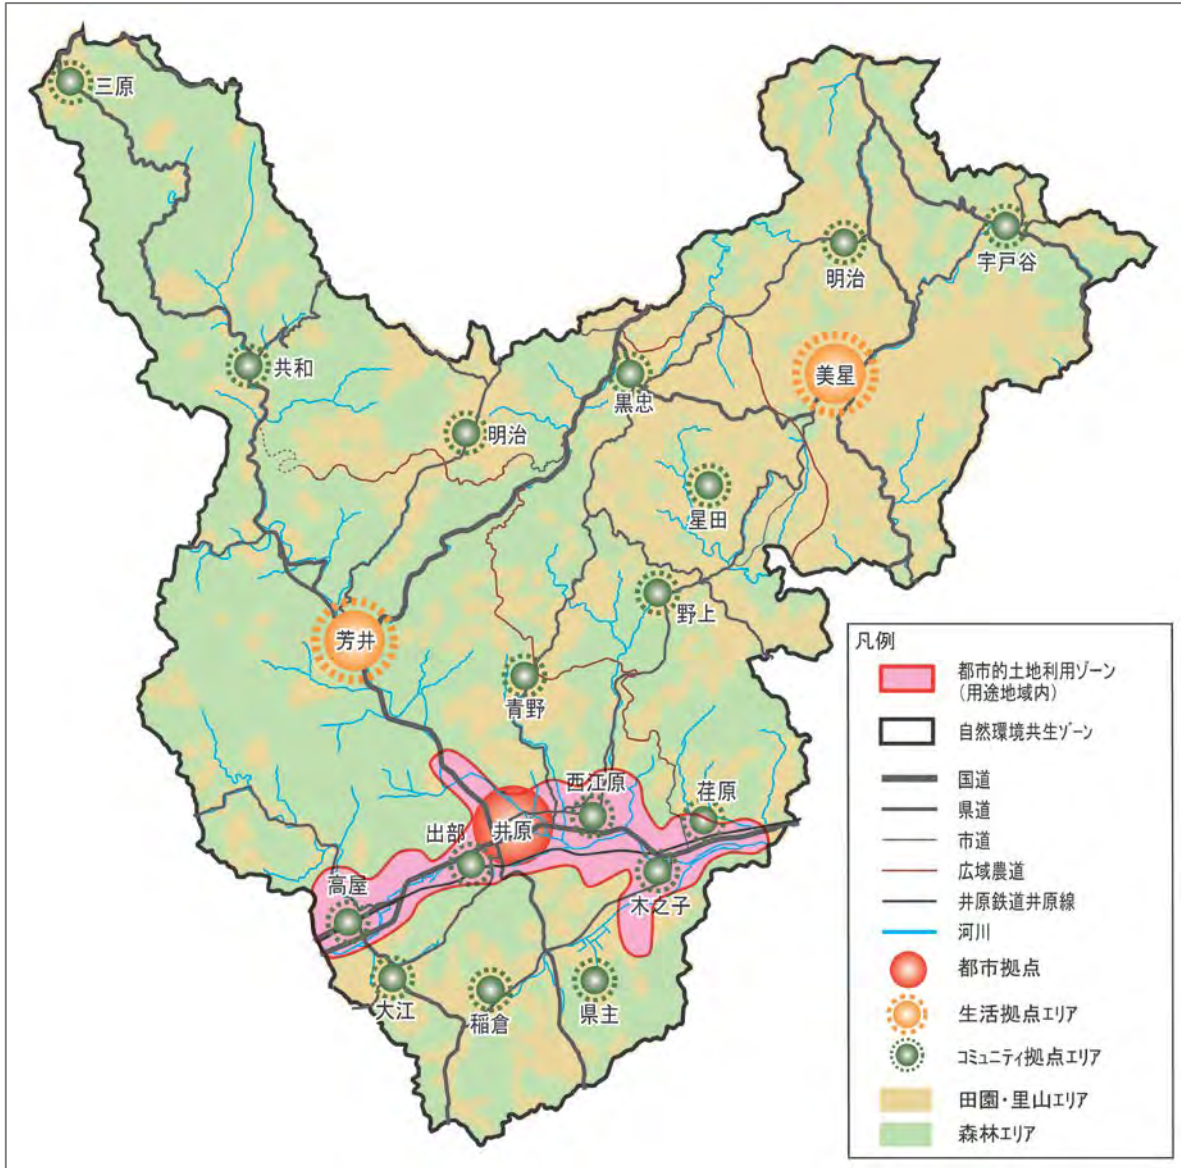 三原
宇戸谷
明治
共和
美星
黒忠
明治
星田
野上
芳井
青野
西江原
荏原
出部
井原
高屋
木之子
大江
稲倉
県主
凡例
都市的土地利用ゾーン
(用途地域内)
自然環境共生ゾーン
国道
県道
市道
広域農道
井原鉄道井原線
河川
都市拠点
生活拠点エリア
コミュニティ拠点エリア
田園・里山エリア
森林エリア